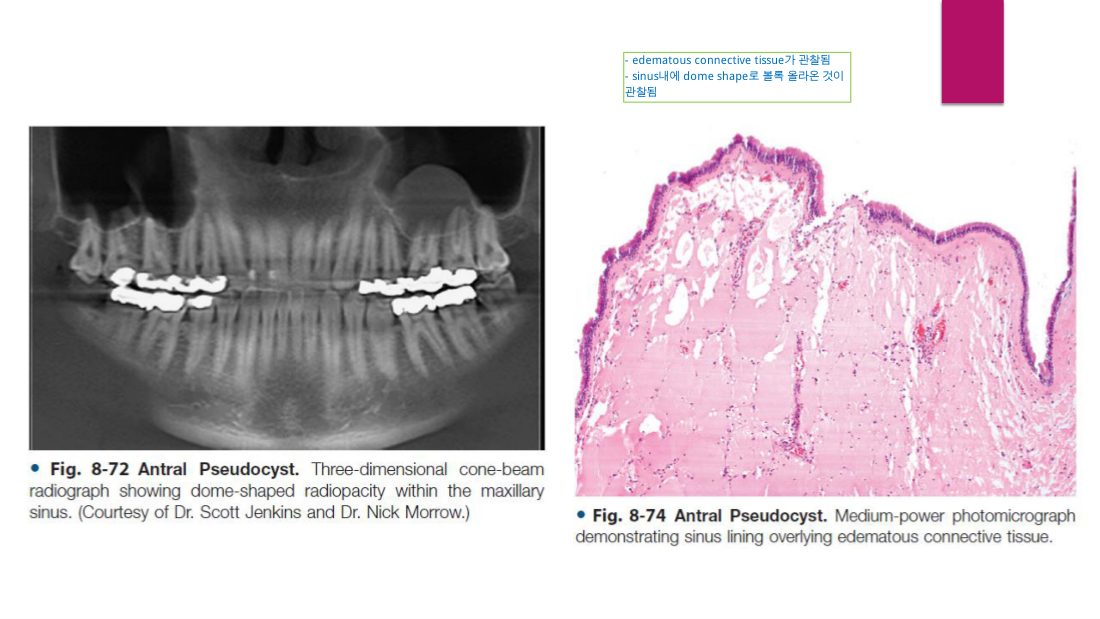 - edematous connective tissue가 관찰됨
- sinus내에 dome shape로 볼록 올라온 것이
관찰됨
• Fig. 8-72 Antral Pseudocyst. Three-dimensional cone-beam
radiograph showing dome-shaped radiopacity within the maxillary
sinus. (Courtesy of Dr. Scott Jenkins and Dr. Nick Morrow.)
• Fig. 8-74 Antral Pseudocyst. Medium-power photomicrograph
demonstrating sinus lining overlying edematous connective tissue.